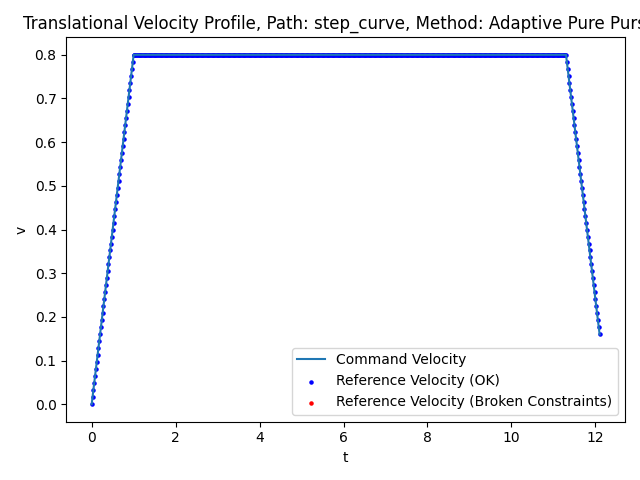 Translational Velocity Profile, Path: step_curve, Method: Adaptive Pure Purs
0.8
0.7
0.6
0.5
0.4
0.3
0.2
0.1
0.0
v
Command Velocity
Reference Velocity (OK)
Reference Velocity (Broken Constraints)
0 2 4 6 8 10 12
t